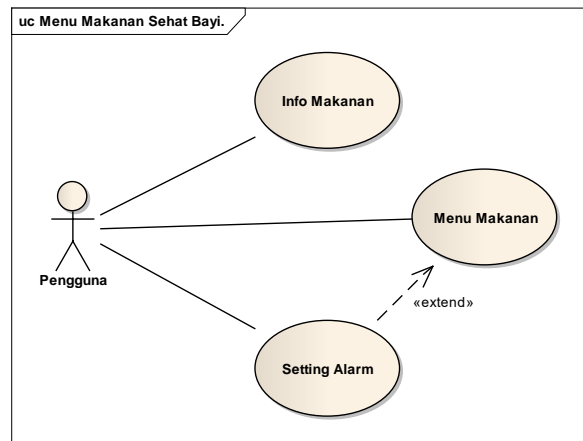 uc Menu Makanan Sehat Bayi.
Info Makanan
Menu Makanan
Pengguna
«extend»
Setting Alarm